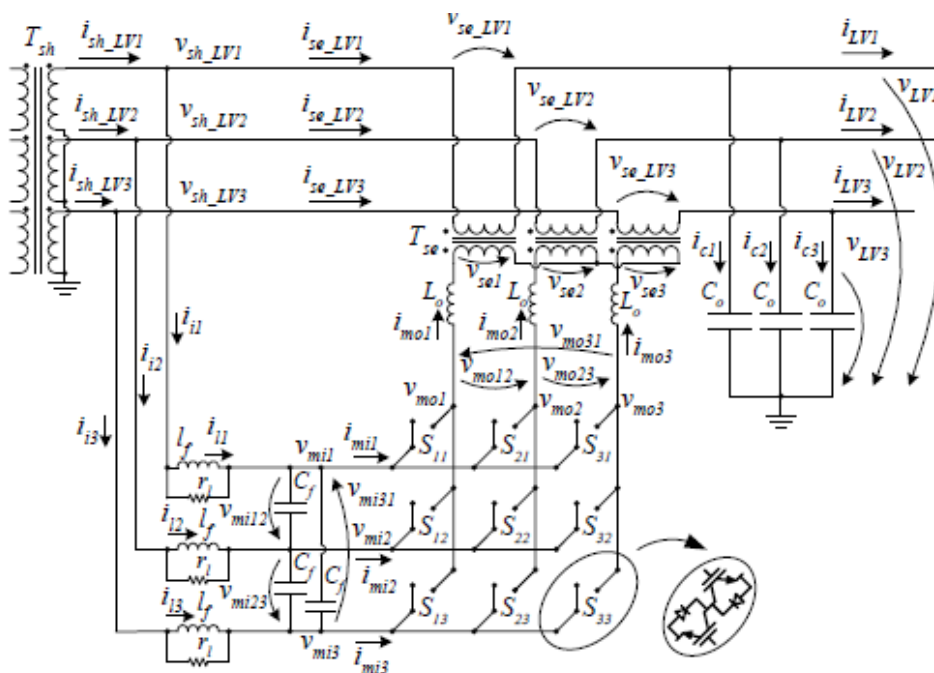 T_sh i_sh_LV1 v_sh_LV1 i_se_LV1 v_se_LV1 i_LV1
i_sh_LV2 v_sh_LV2 i_se_LV2 v_se_LV2 i_LV2 v_LV1
i_sh_LV3 v_sh_LV3 i_se_LV3 v_se_LV3 i_LV3 v_LV2
T_se v_se1 v_se2 v_se3 i_c1 i_c2 i_c3 v_LV3
L_o L_o L_o C_o C_o C_o
i_i1 i_mo1 i_mo2 v_mo31 i_mo3
i_i2 v_mo12 v_mo23
i_i3 v_mo1 v_mo2 v_mo3
l_f i_l1 v_mi1 i_mi1 S_11 S_21 S_31
r_l v_mi12 C_f v_mi31
i_l2 l_f v_mi2 S_12 S_22 S_32
r_l C_f C_f i_mi2
i_l3 l_f v_mi23 S_13 S_23 S_33
r_l v_mi3 i_mi3